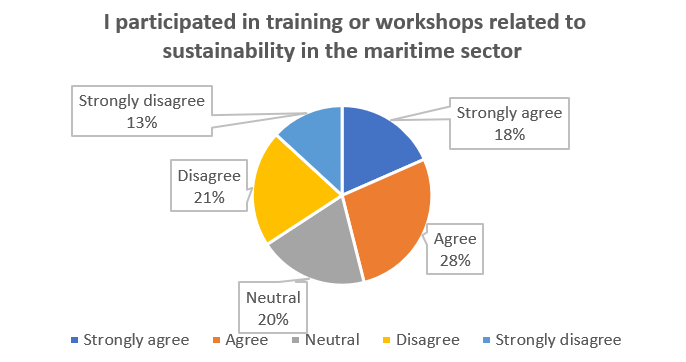 I participated in training or workshops related to
sustainability in the maritime sector
Strongly disagree
13%
Strongly agree
18%
Disagree
21%
Agree
28%
Neutral
20%
Strongly agree Agree Neutral Disagree Strongly disagree